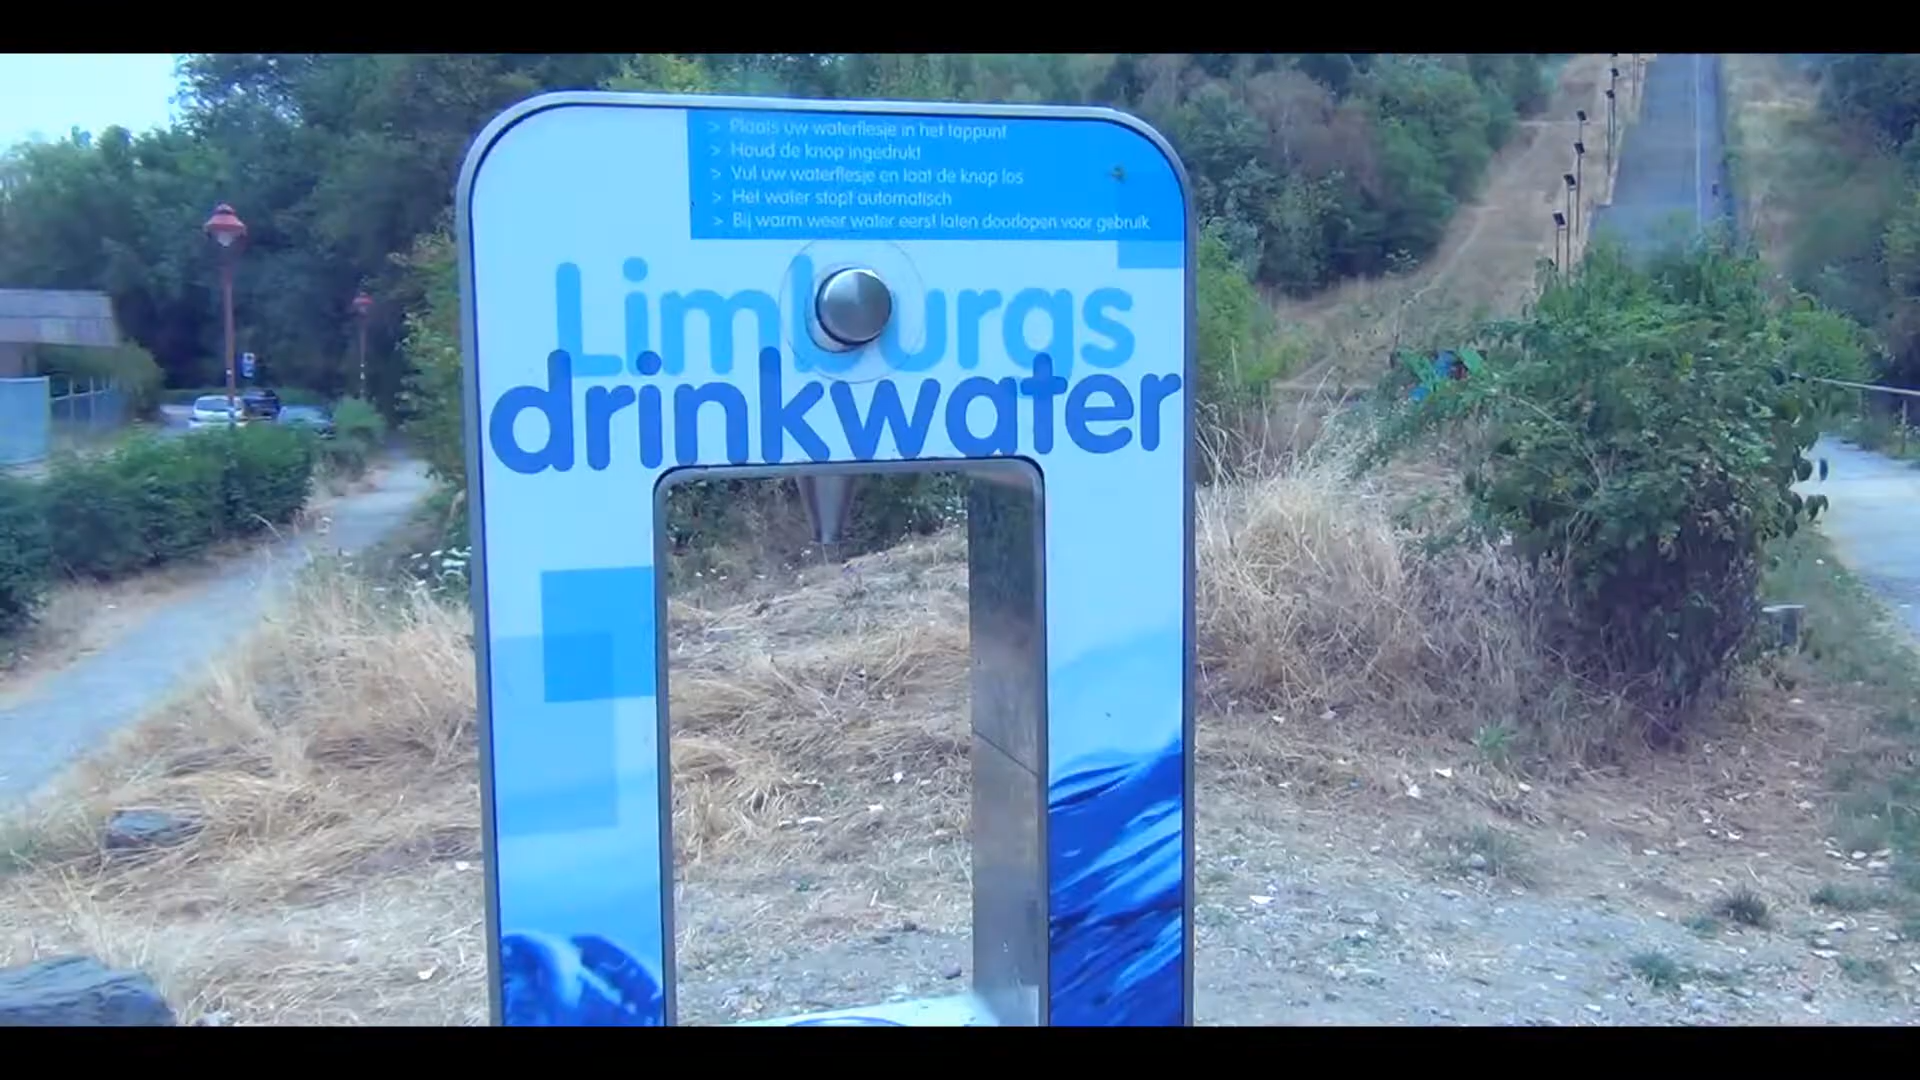 > Plaats uw waterflesje in het tappunt
> Houd de knop ingedrukt
> Vul uw waterflesje en laat de knop los
> Het water stopt automatisch
> Bij warm weer water eerst laten doorlopen voor gebruik
Limburgs
drinkwater